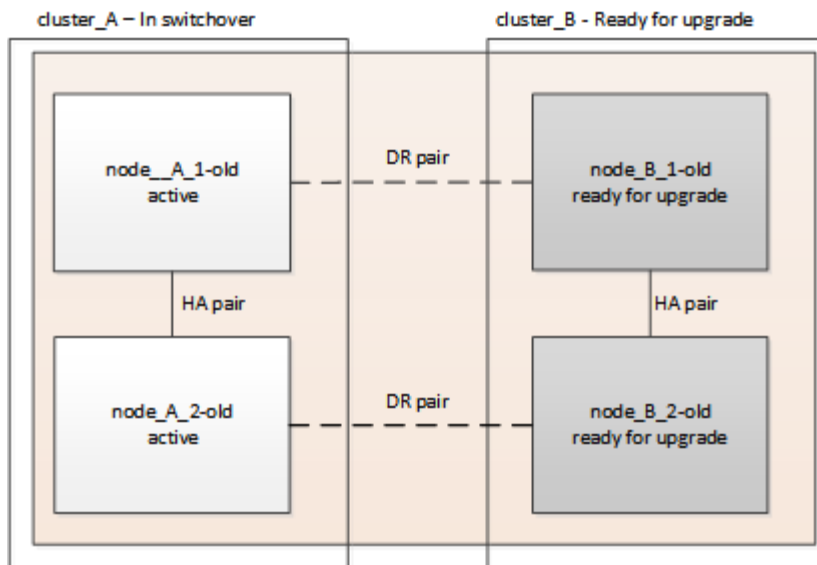 cluster_A – In switchover
cluster_B - Ready for upgrade
node__A_1-old
active
DR pair
node_B_1-old
ready for upgrade
HA pair
HA pair
node_A_2-old
active
DR pair
node_B_2-old
ready for upgrade